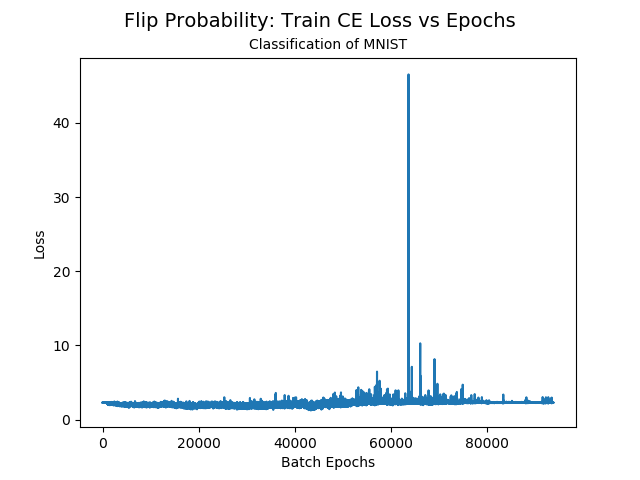 Flip Probability: Train CE Loss vs Epochs
Classification of MNIST
40
30
20
10
0
Loss
0 20000 40000 60000 80000
Batch Epochs